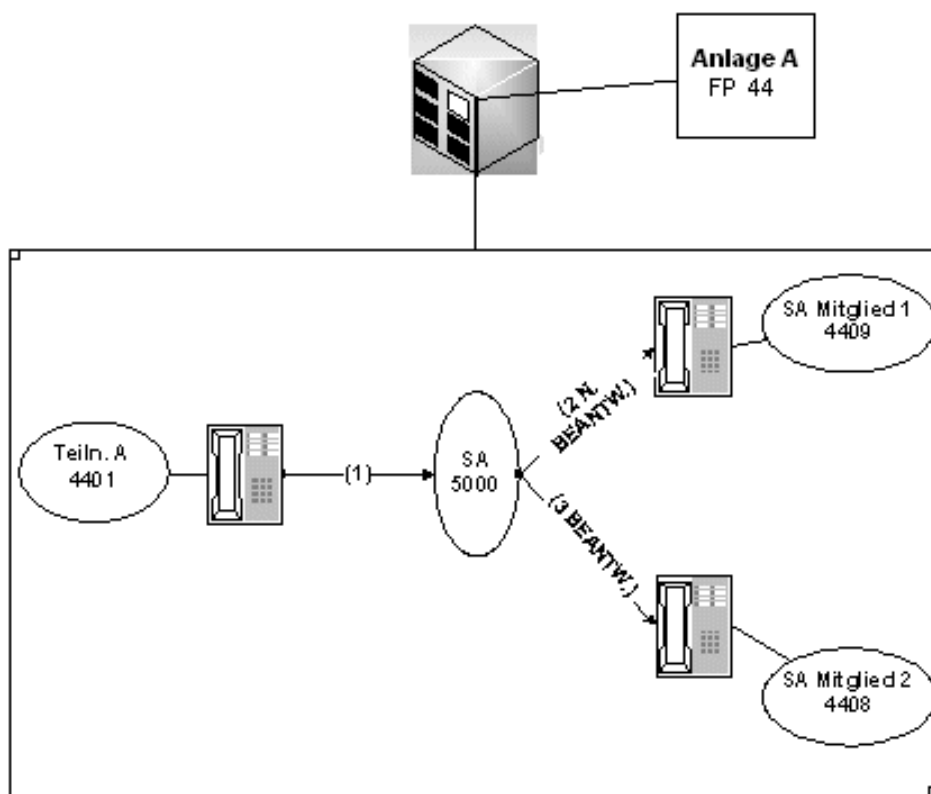 Anlage A
FP 44
SA Mitglied 1
4409
(2 N.
BEANTW.)
Teiln. A
4401
(1)
SA
5000
(3 BEANTW.)
SA Mitglied 2
4408